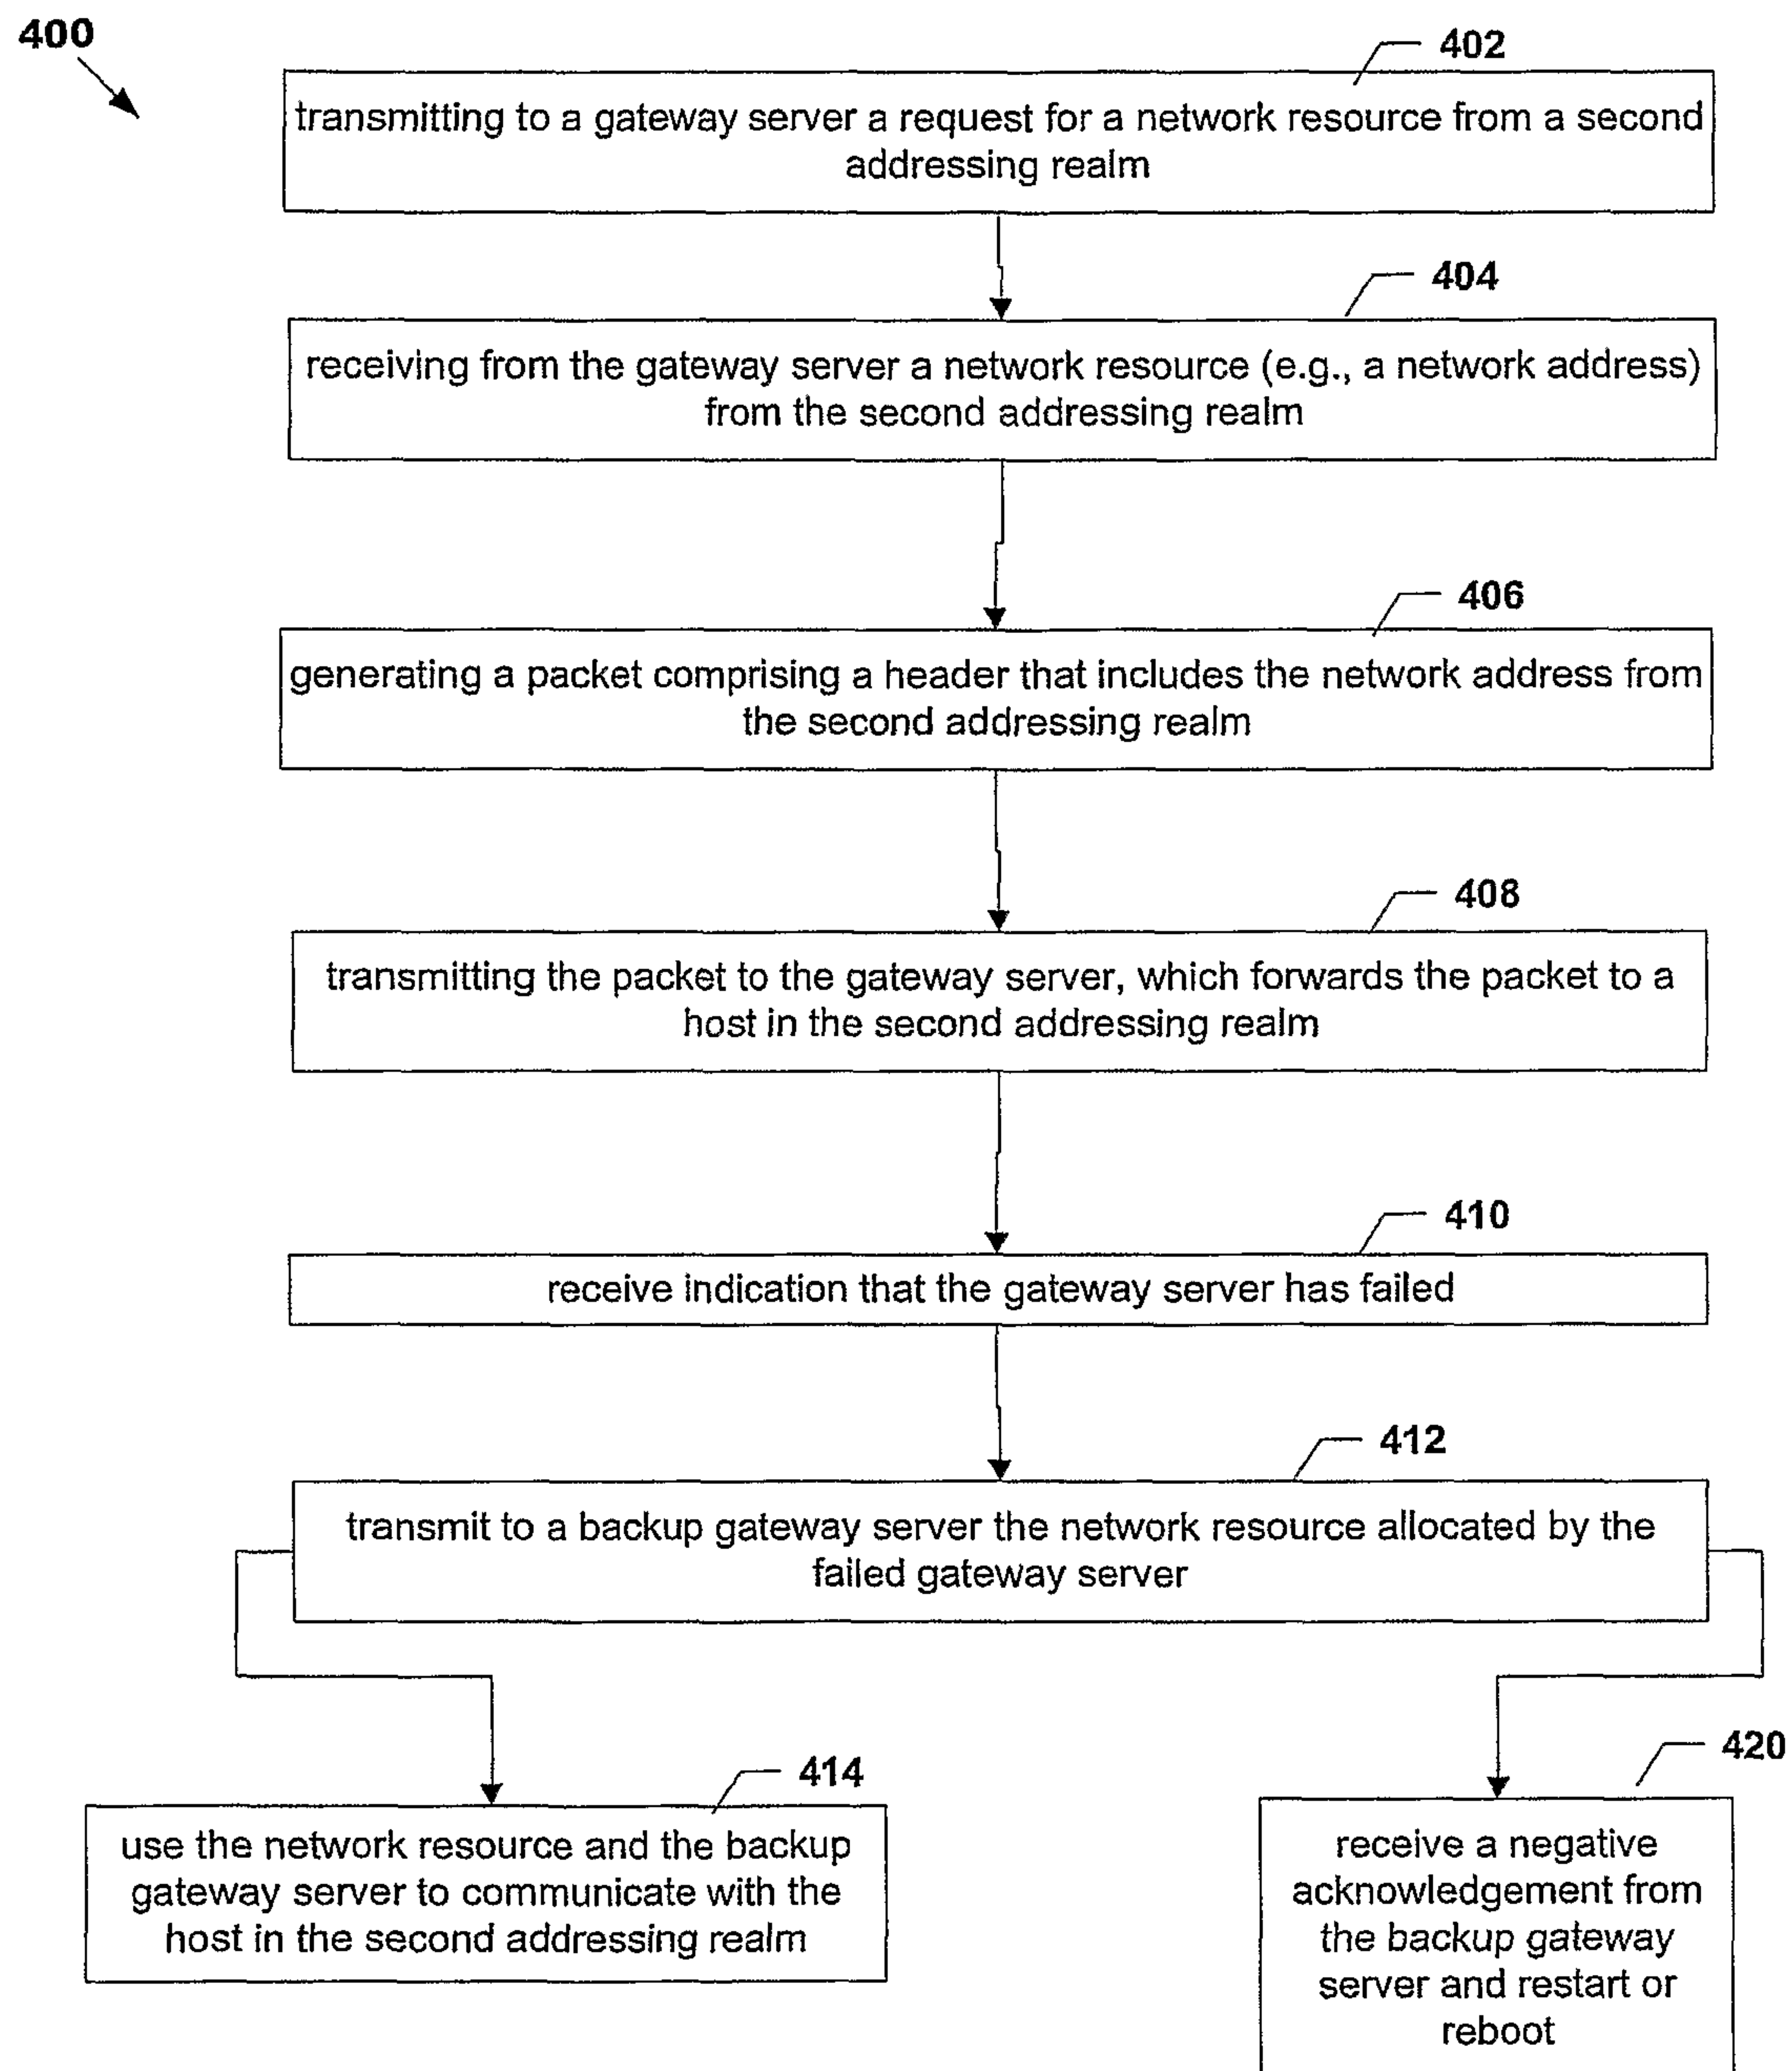 400
402
transmitting to a gateway server a request for a network resource from a second
addressing realm
404
receiving from the gateway server a network resource (e.g., a network address)
from the second addressing realm
406
generating a packet comprising a header that includes the network address from
the second addressing realm
408
transmitting the packet to the gateway server, which forwards the packet to a
host in the second addressing realm
410
receive indication that the gateway server has failed
412
transmit to a backup gateway server the network resource allocated by the
failed gateway server
414
use the network resource and the backup
gateway server to communicate with the
host in the second addressing realm
420
receive a negative
acknowledgement from
the backup gateway
server and restart or
reboot